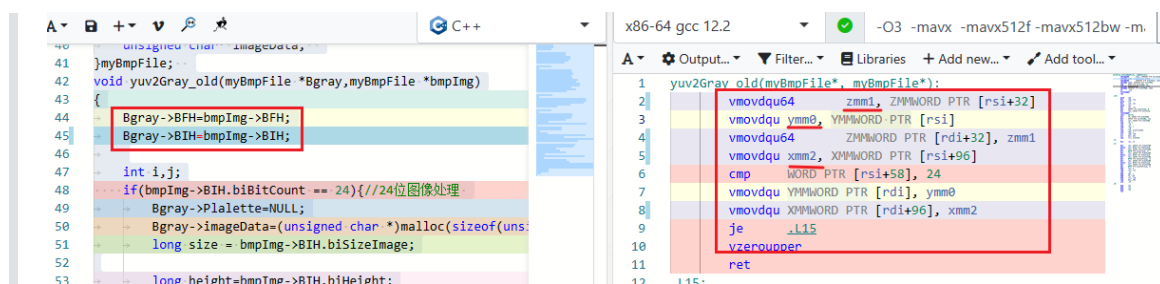 A
C++
unsigned char imageData;
41 }myBmpFile;
42 void yuv2Gray_old(myBmpFile *Bgray,myBmpFile *bmpImg)
43 {
44 Bgray->BFH=bmpImg->BFH;
45 Bgray->BIH=bmpImg->BIH;
46
47 int i,j;
48 if(bmpImg->BIH.biBitCount == 24){//24位图像处理
49 Bgray->Plalette=NULL;
50 Bgray->imageData=(unsigned char *)malloc(sizeof(uns
51 long size = bmpImg->BIH.biSizeImage;
52
53 long height=bmpImg->BIH.biHeight;
x86-64 gcc 12.2
-O3 -mavx -mavx512f -mavx512bw -m
A Output... Filter... Libraries + Add new... Add tool...
1 yuv2Gray_old(myBmpFile*, myBmpFile*):
2 vmovdqu64 zmm1, ZMMWORD PTR [rsi+32]
3 vmovdqu ymm0, YMMWORD PTR [rsi]
4 vmovdqu64 ZMMWORD PTR [rdi+32], zmm1
5 vmovdqu xmm2, XMMWORD PTR [rsi+96]
6 cmp WORD PTR [rsi+58], 24
7 vmovdqu YMMWORD PTR [rdi], ymm0
8 vmovdqu XMMWORD PTR [rdi+96], xmm2
9 je .L15
10 vzeroupper
11 ret
12 .L15: